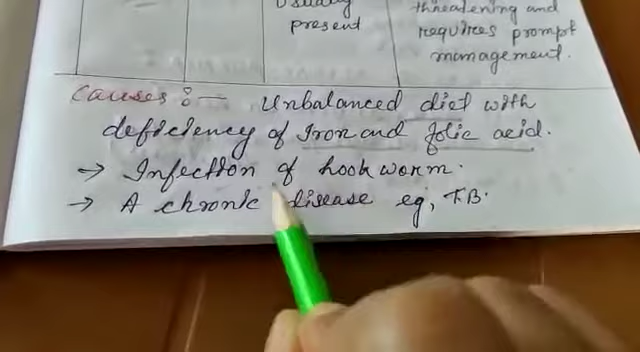 Usually
present
threatening and
requires prompt
management.
Causes :— Unbalanced diet with
deficiency of Iron and folic acid.
→ Infection of hookworm.
→ A chronic disease eg, T.B.